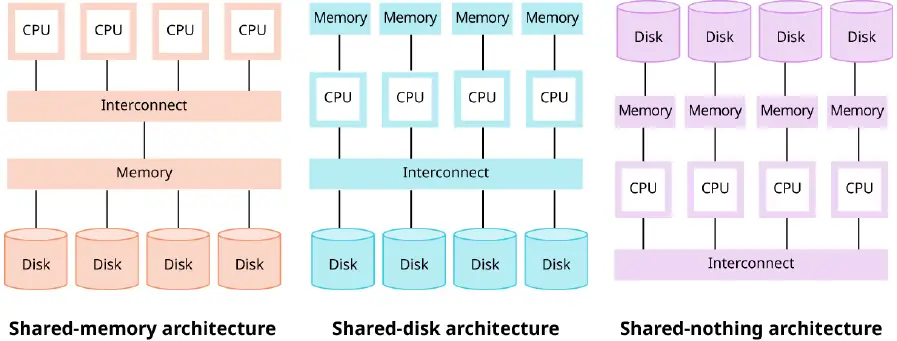 CPU CPU CPU CPU
Interconnect
Memory
Disk Disk Disk Disk
Shared-memory architecture
Memory Memory Memory Memory
CPU CPU CPU CPU
Interconnect
Disk Disk Disk Disk
Shared-disk architecture
Disk Disk Disk Disk
Memory Memory Memory Memory
CPU CPU CPU CPU
Interconnect
Shared-nothing architecture